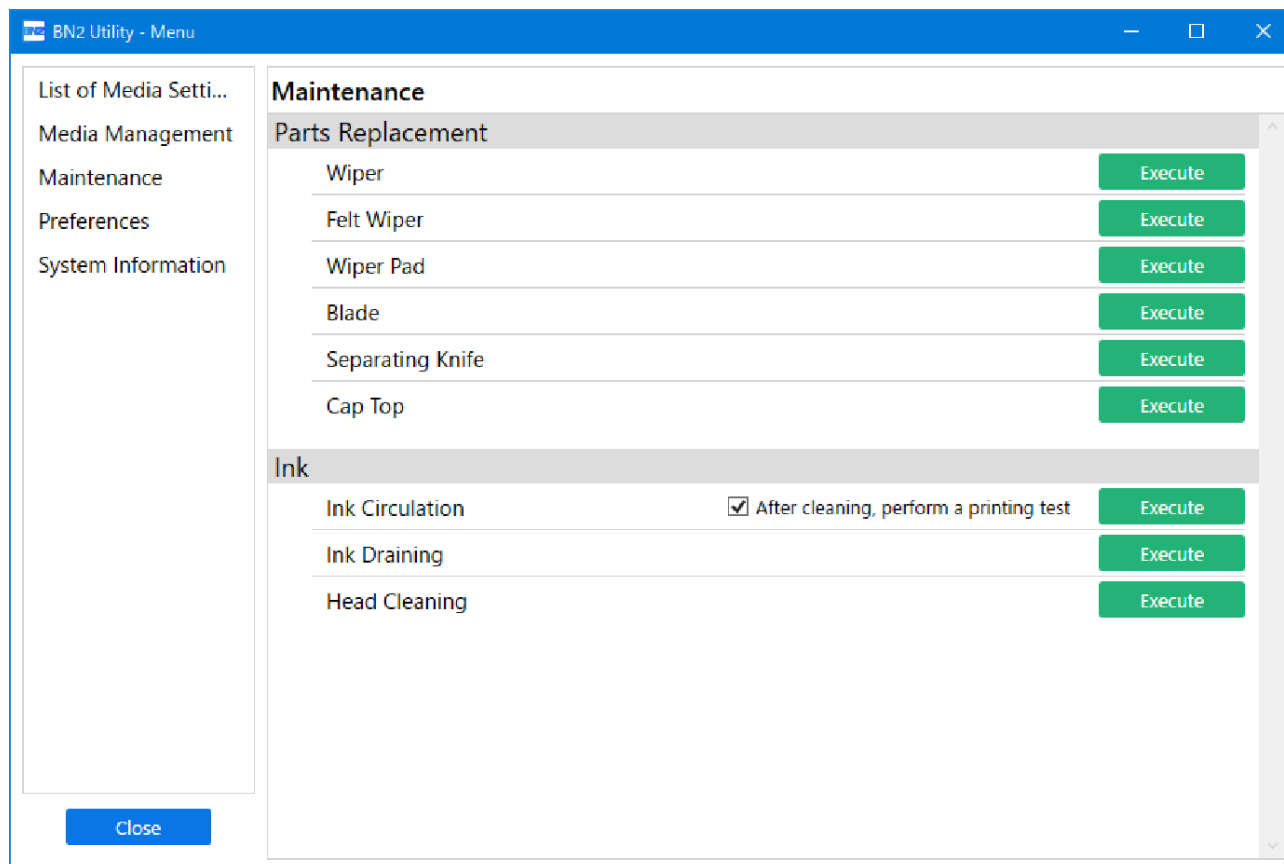 BN2 BN2 Utility - Menu
List of Media Setti...
Media Management
Maintenance
Preferences
System Information
Close
Maintenance
Parts Replacement
Wiper Execute
Felt Wiper Execute
Wiper Pad Execute
Blade Execute
Separating Knife Execute
Cap Top Execute
Ink
Ink Circulation After cleaning, perform a printing test Execute
Ink Draining Execute
Head Cleaning Execute